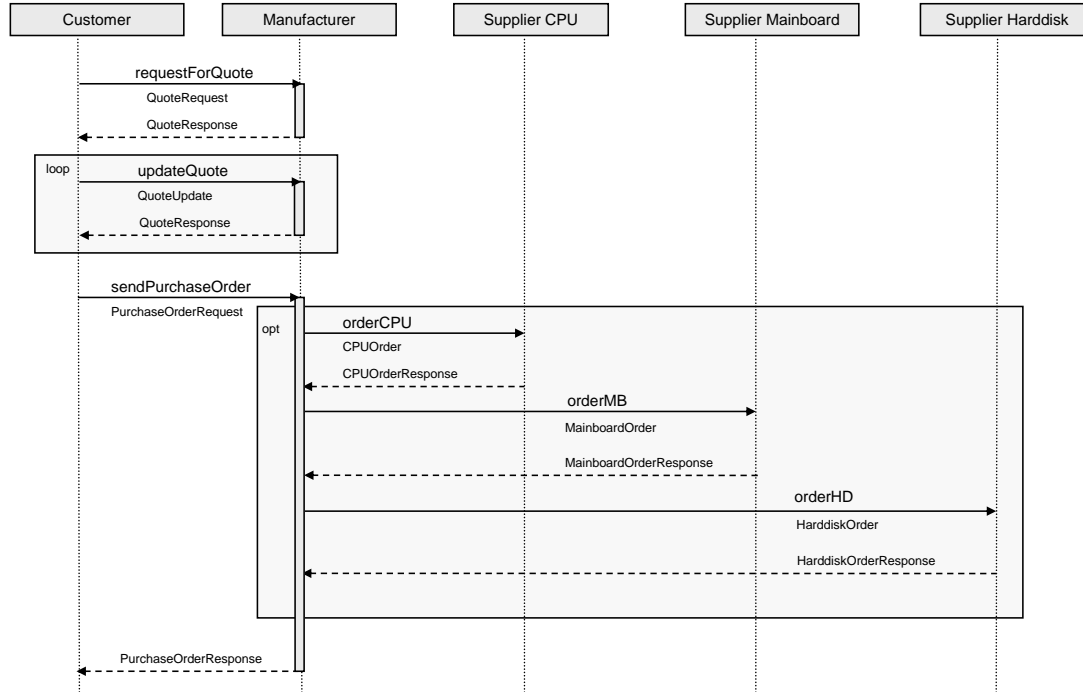 Customer
Manufacturer
Supplier CPU
Supplier Mainboard
Supplier Harddisk
requestForQuote
QuoteRequest
QuoteResponse
loop
updateQuote
QuoteUpdate
QuoteResponse
sendPurchaseOrder
PurchaseOrderRequest
opt
orderCPU
CPUOrder
CPUOrderResponse
orderMB
MainboardOrder
MainboardOrderResponse
orderHD
HarddiskOrder
HarddiskOrderResponse
PurchaseOrderResponse